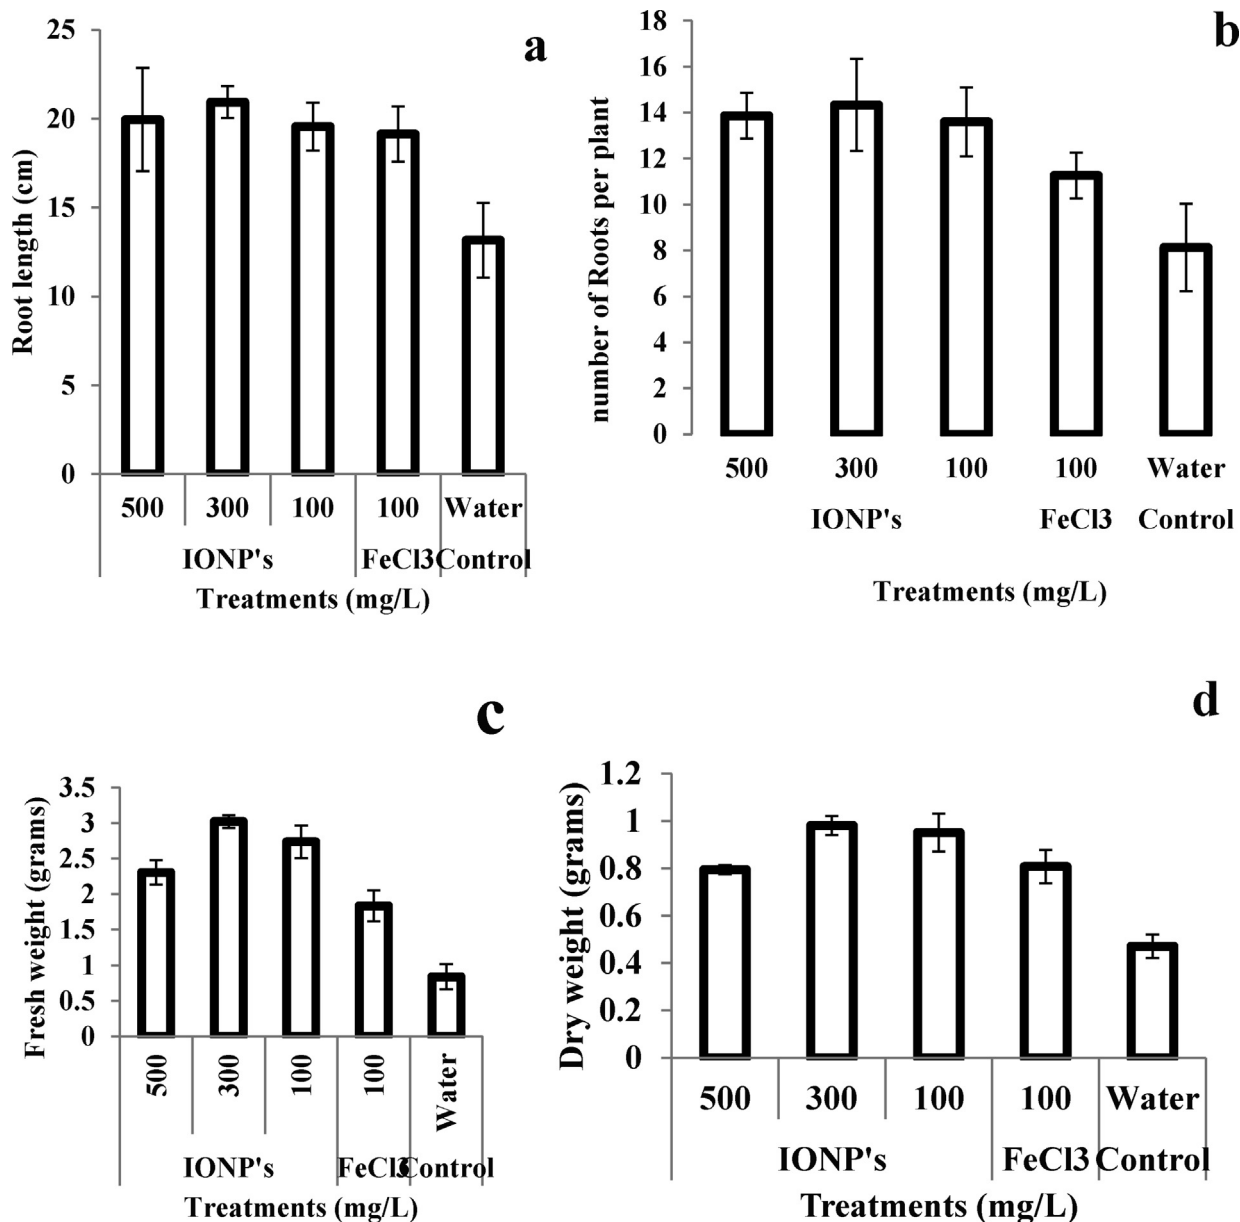 a
25
20
15
10
5
0
Root length (cm)
500 300 100 100 Water
IONP's FeCl3 Control
Treatments (mg/L)
b
18
16
14
12
10
8
6
4
2
0
number of Roots per plant
500 300 100 100 Water
IONP's FeCl3 Control
Treatments (mg/L)
c
3.5
3
2.5
2
1.5
1
0.5
0
Fresh weight (grams)
500 300 100 100 Water
IONP's FeCl3 Control
Treatments (mg/L)
d
1.2
1
0.8
0.6
0.4
0.2
0
Dry weight (grams)
500 300 100 100 Water
IONP's FeCl3 Control
Treatments (mg/L)